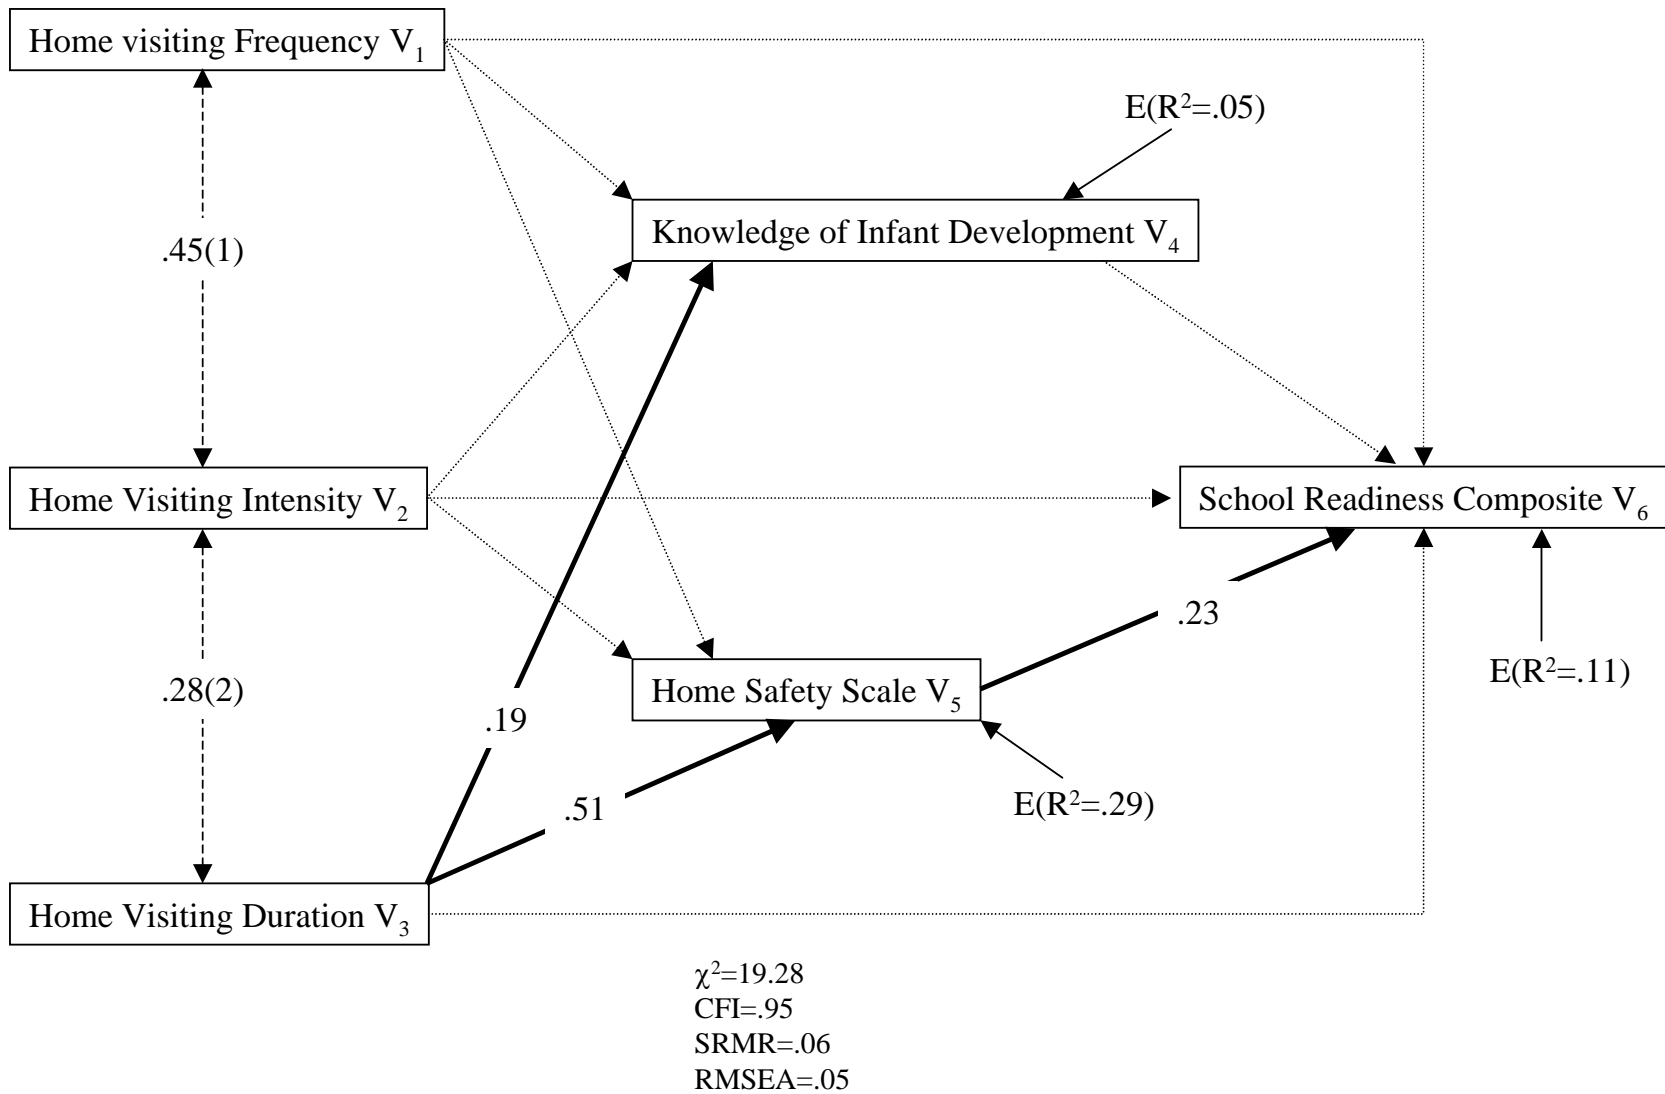 Home visiting Frequency V₁
E(R²=.05)
Knowledge of Infant Development V₄
.45(1)
Home Visiting Intensity V₂
School Readiness Composite V₆
.23
E(R²=.11)
Home Safety Scale V₅
.28(2)
.19
.51
E(R²=.29)
Home Visiting Duration V₃
χ²=19.28
CFI=.95
SRMR=.06
RMSEA=.05